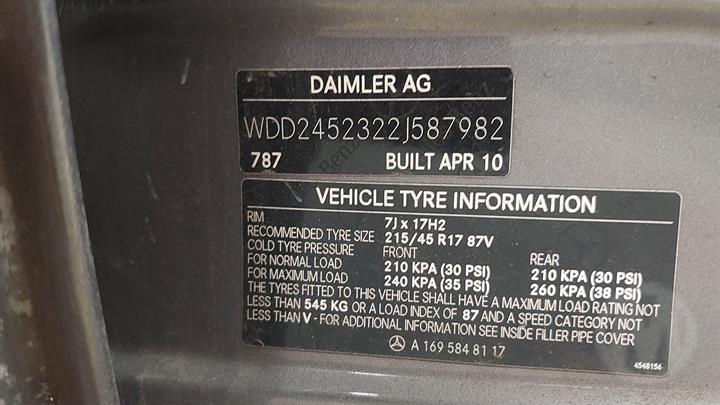 DAIMLER AG
WDD2452322J587982
787 BUILT APR 10
VEHICLE TYRE INFORMATION
RIM 7J x 17H2
RECOMMENDED TYRE SIZE 215/45 R17 87V
COLD TYRE PRESSURE FRONT REAR
FOR NORMAL LOAD 210 KPA (30 PSI) 210 KPA (30 PSI)
FOR MAXIMUM LOAD 240 KPA (35 PSI) 260 KPA (38 PSI)
THE TYRES FITTED TO THIS VEHICLE SHALL HAVE A MAXIMUM LOAD RATING NOT
LESS THAN 545 KG OR A LOAD INDEX OF 87 AND A SPEED CATEGORY NOT
LESS THAN V - FOR ADDITIONAL INFORMATION SEE INSIDE FILLER PIPE COVER
A 169 584 81 17
4548156